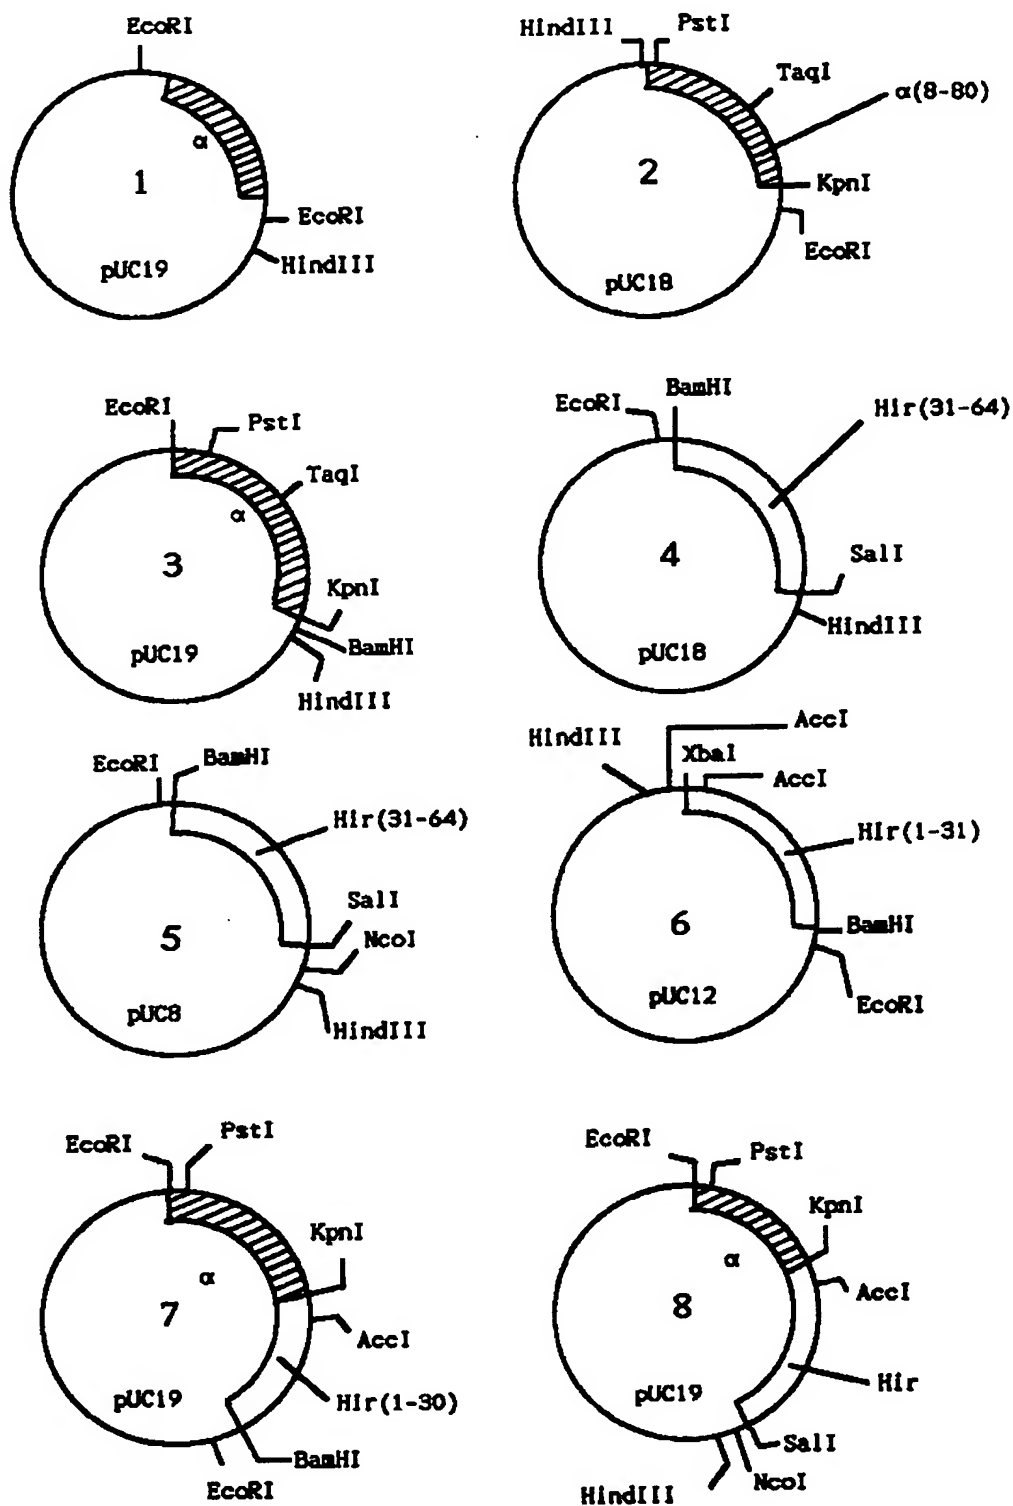 EcoRI
α
1
EcoRI
HindIII
pUC19
HindIII
PstI
TaqI
α(8-80)
2
KpnI
EcoRI
pUC18
EcoRI
PstI
TaqI
α
3
KpnI
BamHI
pUC19
HindIII
EcoRI
BamHI
Hir(31-64)
4
SalI
HindIII
pUC18
EcoRI
BamHI
Hir(31-64)
SalI
5
NcoI
pUC8
HindIII
HindIII
AccI
XbaI
AccI
Hir(1-31)
6
BamHI
pUC12
EcoRI
EcoRI
PstI
KpnI
α
7
AccI
pUC19
Hir(1-30)
BamHI
EcoRI
EcoRI
PstI
KpnI
α
8
AccI
Hir
pUC19
SalI
NcoI
HindIII